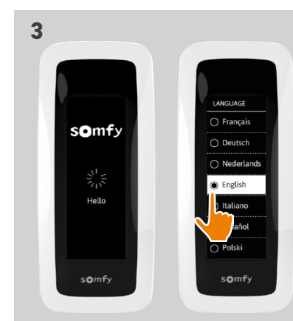 3
somfy
Hello
somfy
LANGUAGE
Français
Deutsch
Nederlands
English
Italiano
Polski
somfy